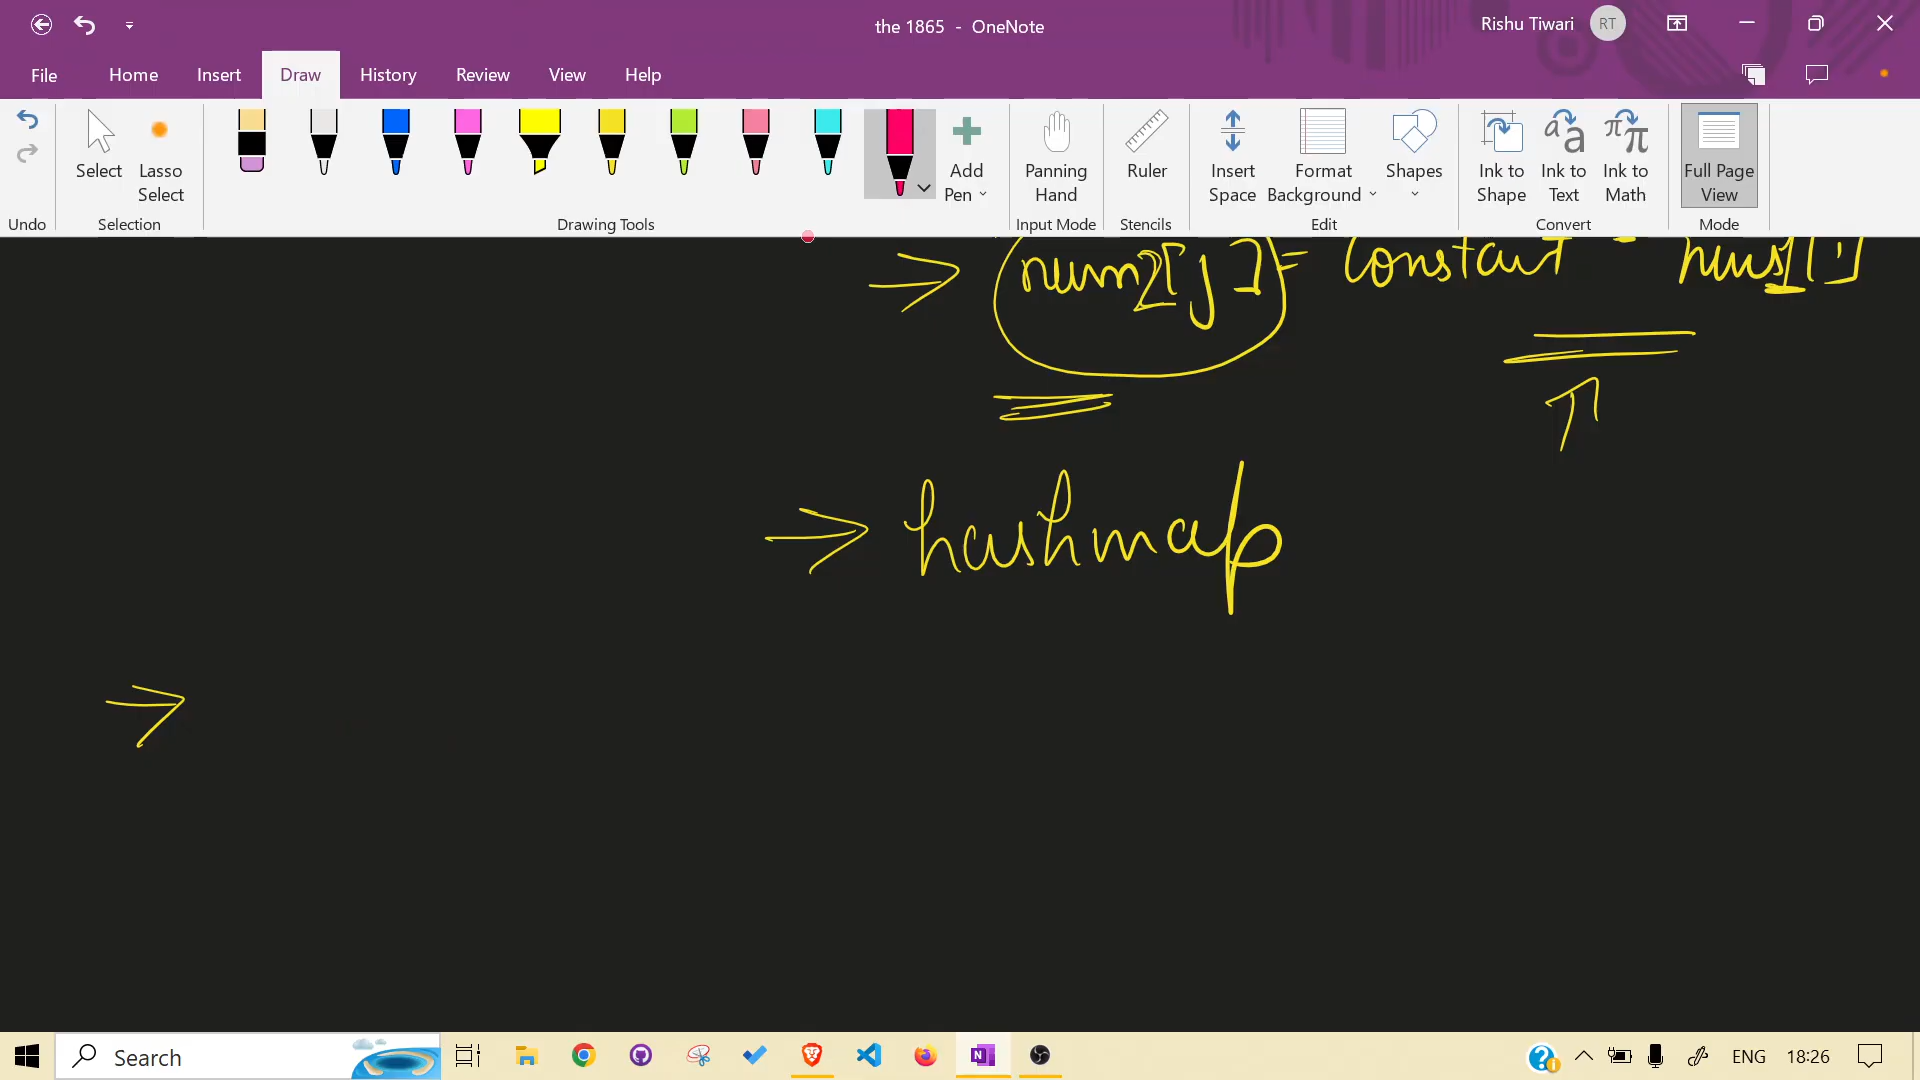 the 1865 - OneNote
Rishu Tiwari
RT
File
Home
Insert
Draw
History
Review
View
Help
Select
Lasso Select
Add Pen
Panning Hand
Ruler
Insert Space
Format Background
Shapes
Ink to Shape
Ink to Text
Ink to Math
Full Page View
Undo
Selection
Drawing Tools
Input Mode
Stencils
Edit
Convert
Mode
→ num2[j] = constant - nums1[i]
→ hashmap
→
Search
ENG
18:26